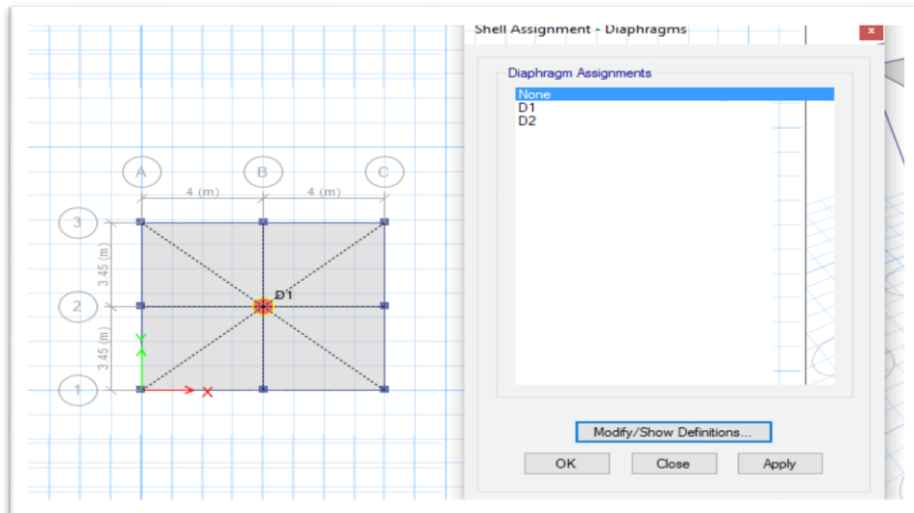 A B C
4 (m) 4 (m)
3
3.45 (m)
2
3.45 (m)
1
D1
Y
X
Shell Assignment - Diaphragms
x
Diaphragm Assignments
None
D1
D2
Modify/Show Definitions...
OK Close Apply